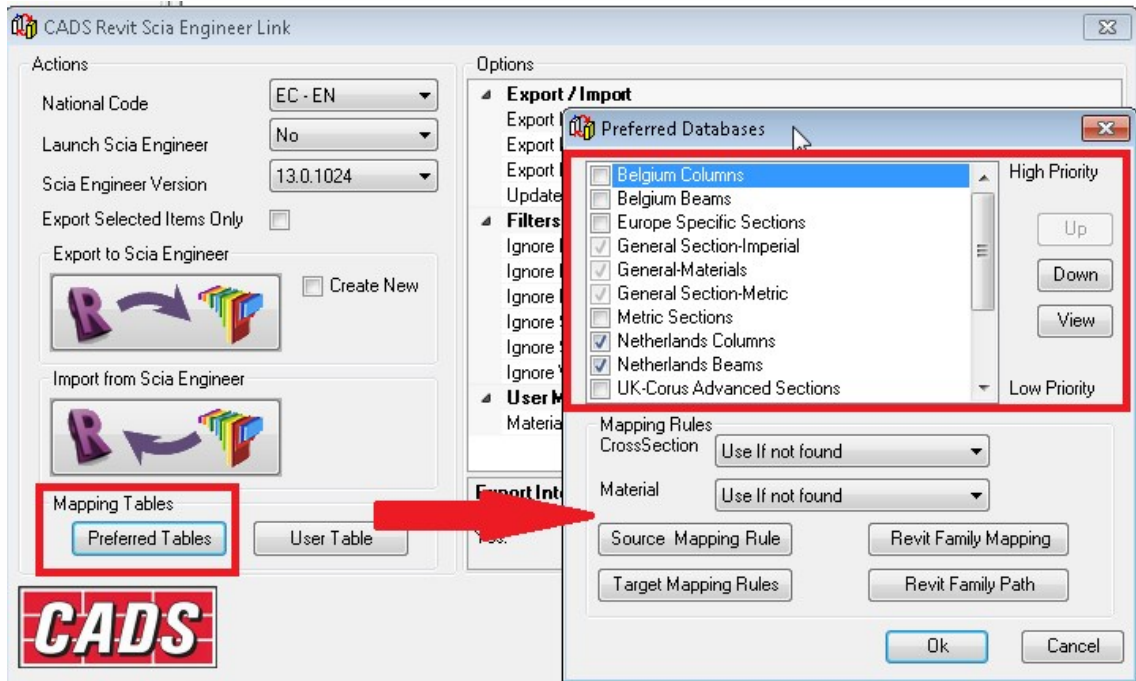 CADS Revit Scia Engineer Link
Actions
National Code EC - EN
Launch Scia Engineer No
Scia Engineer Version 13.0.1024
Export Selected Items Only
Export to Scia Engineer
Create New
Import from Scia Engineer
Mapping Tables
Preferred Tables User Table
CADS
Options
Export / Import
Export
Export
Export
Update
Filters
Ignore
Ignore
Ignore
Ignore
Ignore
Ignore
User M
Materia
Export Int
Yes.
Preferred Databases
Belgium Columns
Belgium Beams
Europe Specific Sections
General Section-Imperial
General-Materials
General Section-Metric
Metric Sections
Netherlands Columns
Netherlands Beams
UK-Corus Advanced Sections
High Priority
Up
Down
View
Low Priority
Mapping Rules
CrossSection Use If not found
Material Use If not found
Source Mapping Rule Revit Family Mapping
Target Mapping Rules Revit Family Path
Ok Cancel